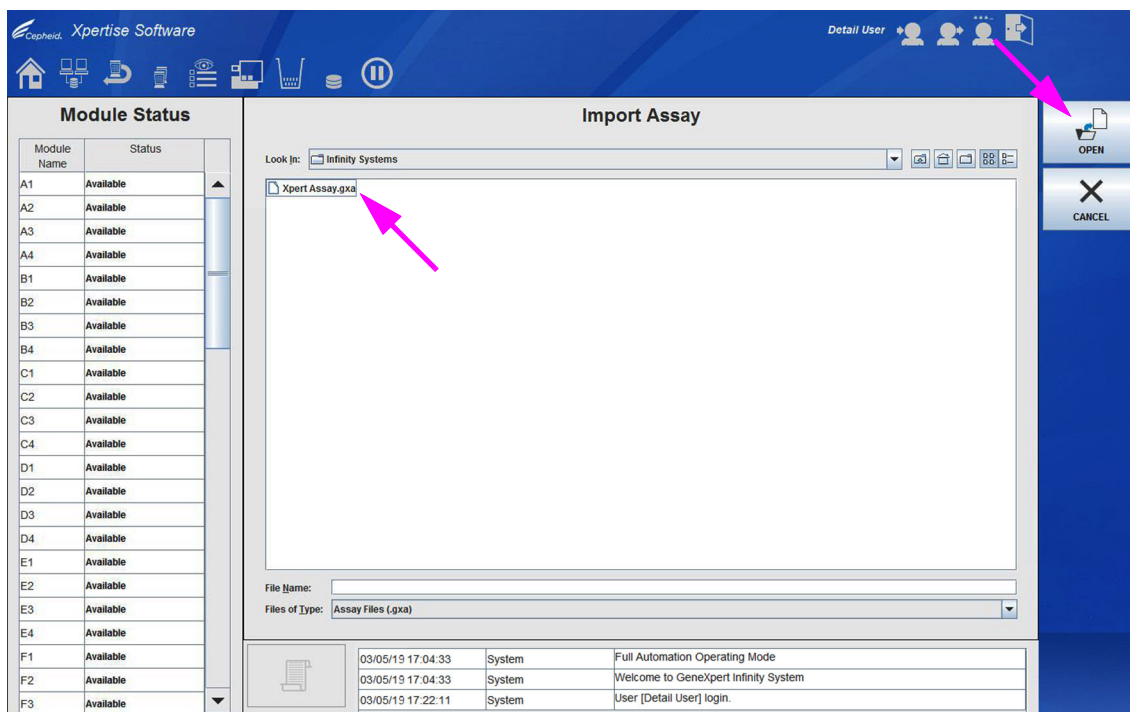 Cepheid. Xpertise Software
Detail User
Module Status
Module Name
Status
A1 Available
A2 Available
A3 Available
A4 Available
B1 Available
B2 Available
B3 Available
B4 Available
C1 Available
C2 Available
C3 Available
C4 Available
D1 Available
D2 Available
D3 Available
D4 Available
E1 Available
E2 Available
E3 Available
E4 Available
F1 Available
F2 Available
F3 Available
Import Assay
Look In: Infinity Systems
Xpert Assay.gxa
File Name:
Files of Type: Assay Files (.gxa)
03/05/19 17:04:33 System Full Automation Operating Mode
03/05/19 17:04:33 System Welcome to GeneXpert Infinity System
03/05/19 17:22:11 System User [Detail User] login.
OPEN
CANCEL